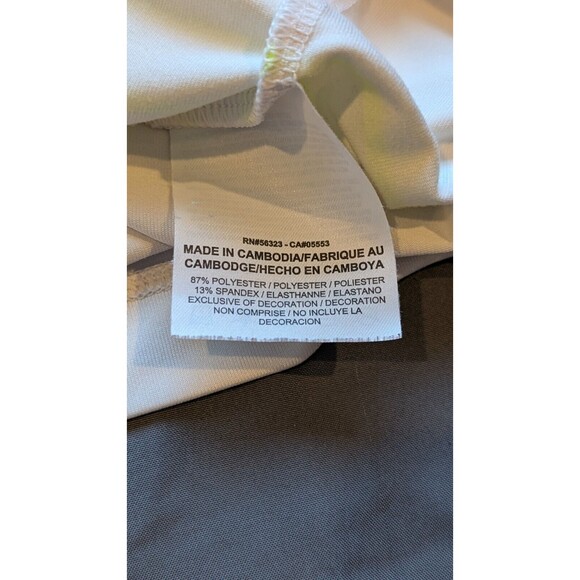 RN#56323 - CA#05553
MADE IN CAMBODIA/FABRIQUE AU
CAMBODGE/HECHO EN CAMBOYA
87% POLYESTER / POLYESTER / POLIESTER
13% SPANDEX / ELASTHANNE / ELASTANO
EXCLUSIVE OF DECORATION / DECORATION
NON COMPRISE / NO INCLUYE LA
DECORACION